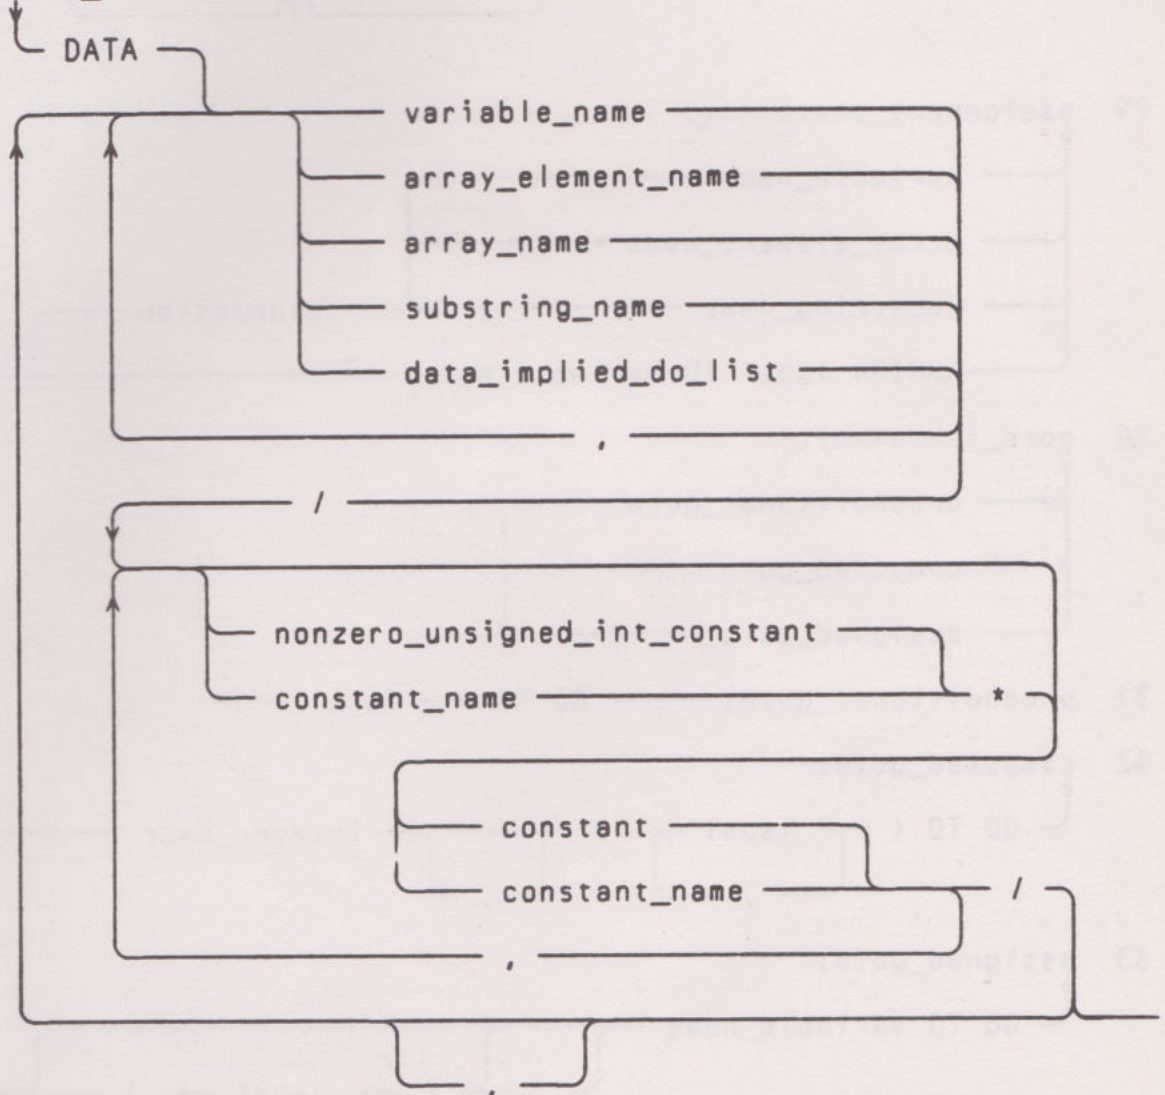 DATA
variable_name
array_element_name
array_name
substring_name
data_implied_do_list
,
/
nonzero_unsigned_int_constant
constant_name *
constant
constant_name /
,
,